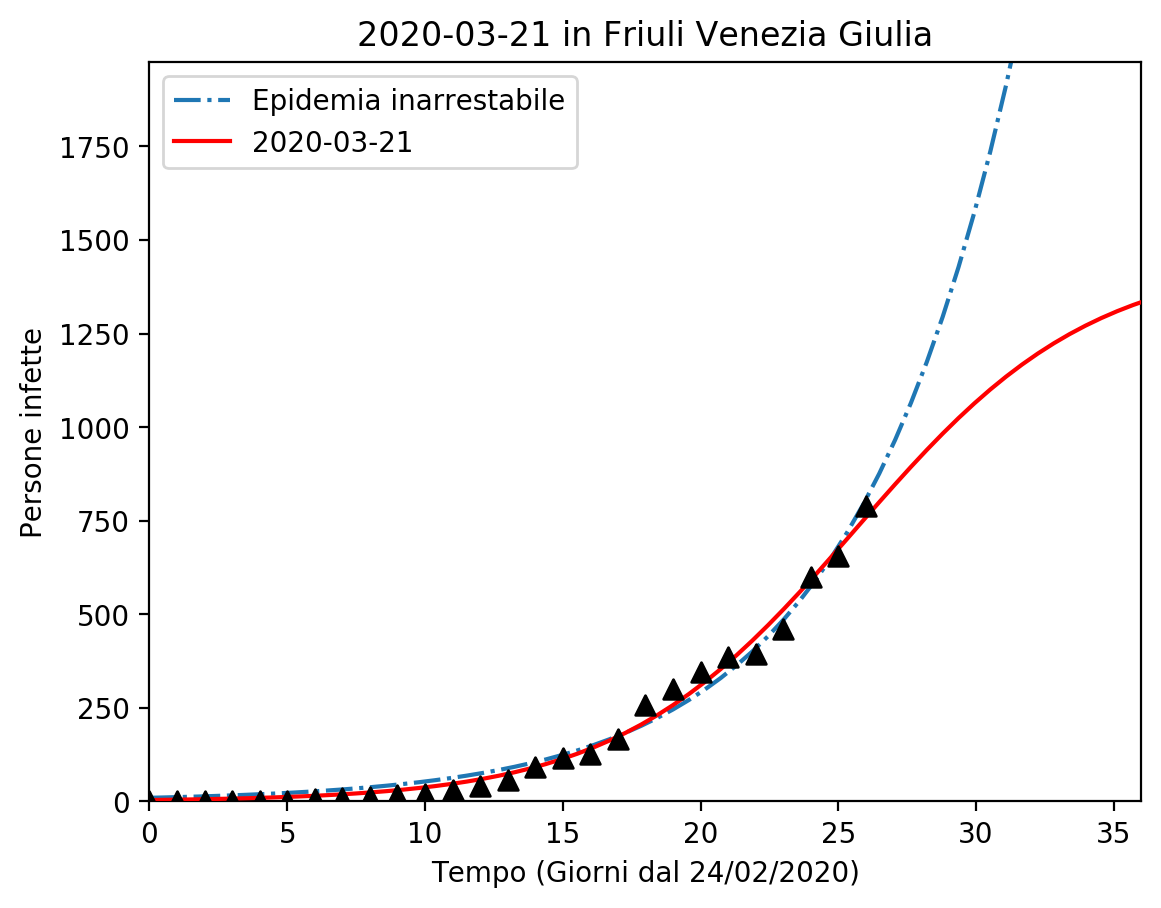 2020-03-21 in Friuli Venezia Giulia
Epidemia inarrestabile
2020-03-21
Persone infette
1750
1500
1250
1000
750
500
250
0
0 5 10 15 20 25 30 35
Tempo (Giorni dal 24/02/2020)